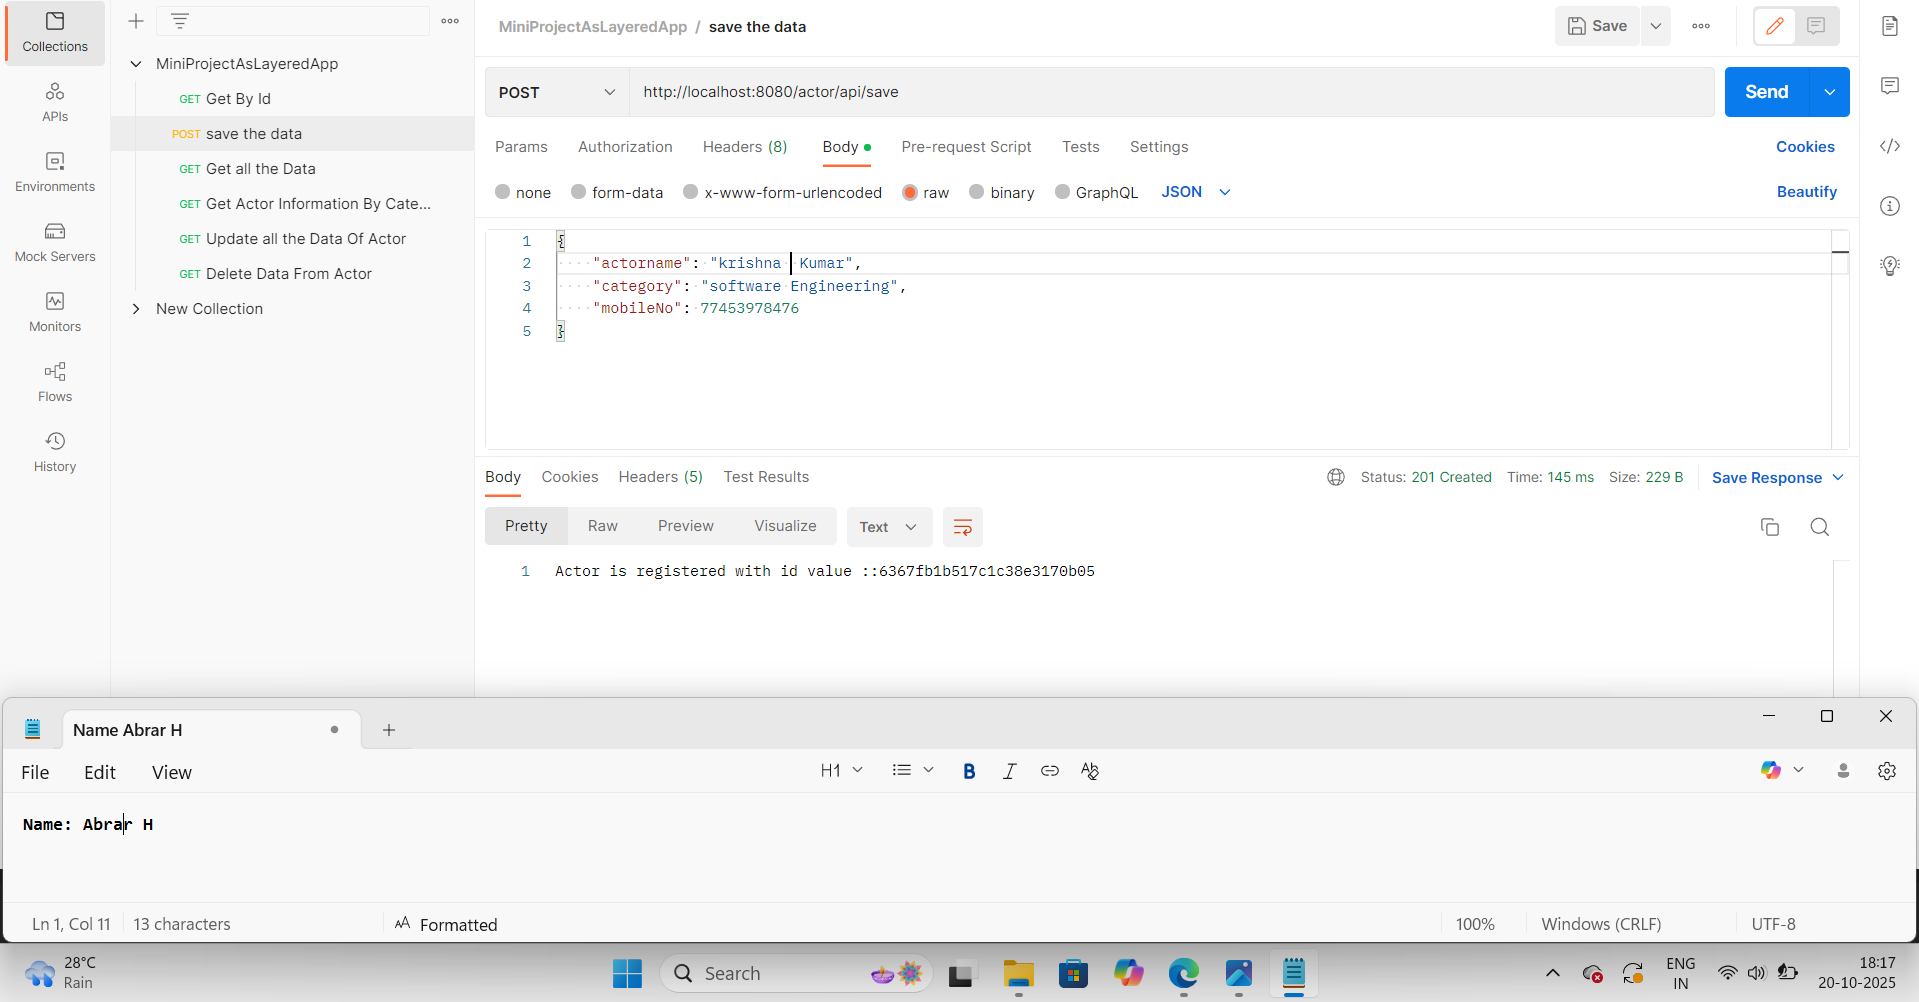 Collections
APIs
Environments
Mock Servers
Monitors
Flows
History
MiniProjectAsLayeredApp
GET Get By Id
POST save the data
GET Get all the Data
GET Get Actor Information By Cate...
GET Update all the Data Of Actor
GET Delete Data From Actor
New Collection
MiniProjectAsLayeredApp / save the data
Save
POST http://localhost:8080/actor/api/save
Send
Params Authorization Headers (8) Body Pre-request Script Tests Settings Cookies
none form-data x-www-form-urlencoded raw binary GraphQL JSON Beautify
1 {
2 "actorname": "krishna  Kumar",
3 "category": "software Engineering",
4 "mobileNo": 77453978476
5 }
Body Cookies Headers (5) Test Results Status: 201 Created Time: 145 ms Size: 229 B Save Response
Pretty Raw Preview Visualize Text
1 Actor is registered with id value ::6367fb1b517c1c38e3170b05
Name Abrar H
File Edit View H1 B I
Name: Abrar H
Ln 1, Col 11 13 characters Formatted 100% Windows (CRLF) UTF-8
28°C
Rain
Search
ENG
IN
18:17
20-10-2025